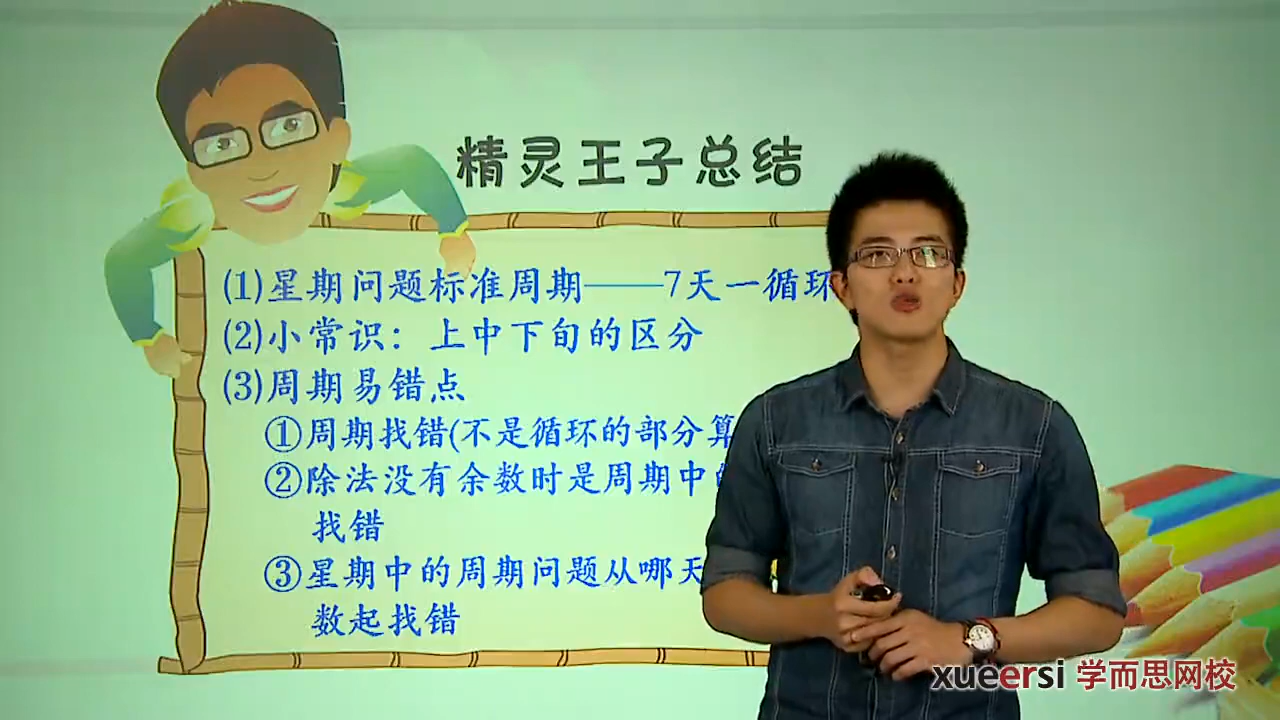 精灵王子总结
(1)星期问题标准周期——7天一循环
(2)小常识：上中下旬的区分
(3)周期易错点
①周期找错(不是循环的部分算
②除法没有余数时是周期中的
找错
③星期中的周期问题从哪天
数起找错
xueersi 学而思网校